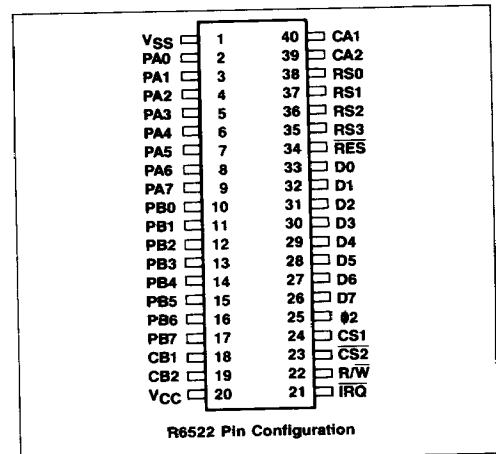 VSS 1 40 CA1
PA0 2 39 CA2
PA1 3 38 RS0
PA2 4 37 RS1
PA3 5 36 RS2
PA4 6 35 RS3
PA5 7 34 R̅E̅S̅
PA6 8 33 D0
PA7 9 32 D1
PB0 10 31 D2
PB1 11 30 D3
PB2 12 29 D4
PB3 13 28 D5
PB4 14 27 D6
PB5 15 26 D7
PB6 16 25 ϕ2
PB7 17 24 CS1
CB1 18 23 C̅S̅2̅
CB2 19 22 R/W̅
VCC 20 21 I̅R̅Q̅
R6522 Pin Configuration